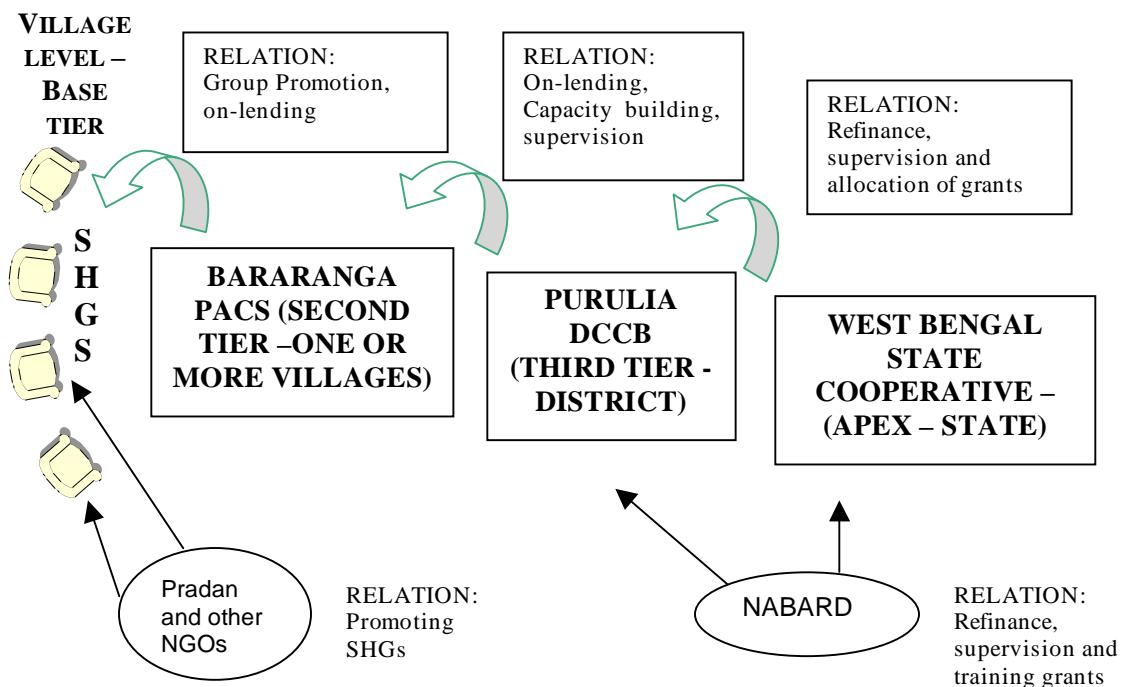 VILLAGE
LEVEL –
BASE
TIER
RELATION:
Group Promotion,
on-lending
RELATION:
On-lending,
Capacity building,
supervision
RELATION:
Refinance,
supervision and
allocation of grants
S
H
G
S
BARARANGA
PACS (SECOND
TIER –ONE OR
MORE VILLAGES)
PURULIA
DCCB
(THIRD TIER -
DISTRICT)
WEST BENGAL
STATE
COOPERATIVE –
(APEX – STATE)
Pradan
and other
NGOs
RELATION:
Promoting
SHGs
NABARD
RELATION:
Refinance,
supervision and
training grants